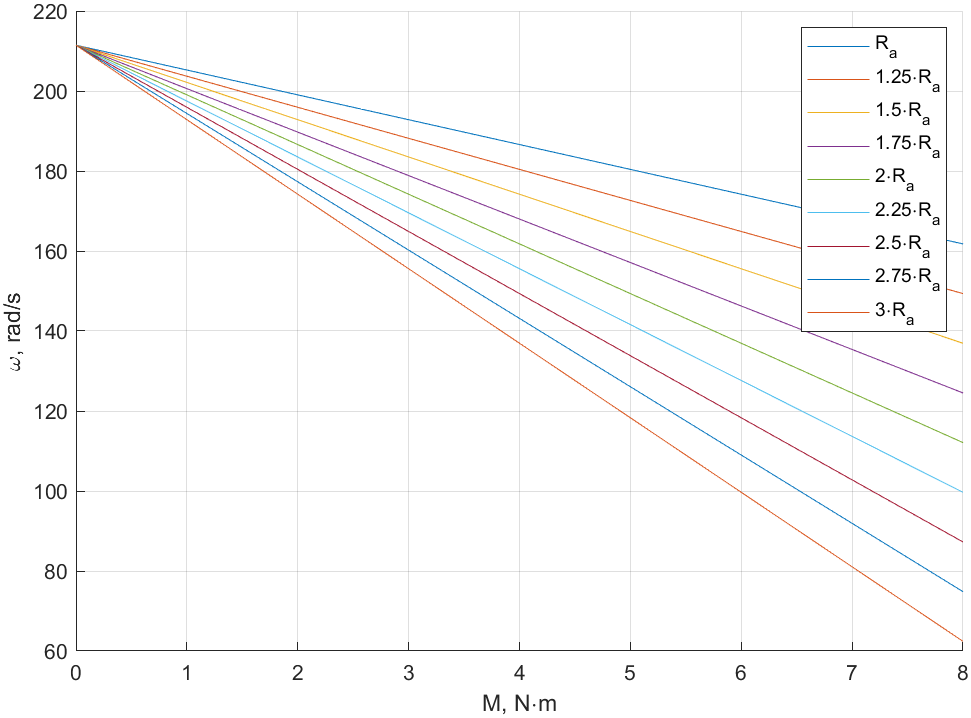 220
200
180
160
140
120
100
80
60
ω, rad/s
0 1 2 3 4 5 6 7 8
M, N·m
Rₐ
1.25·Rₐ
1.5·Rₐ
1.75·Rₐ
2·Rₐ
2.25·Rₐ
2.5·Rₐ
2.75·Rₐ
3·Rₐ